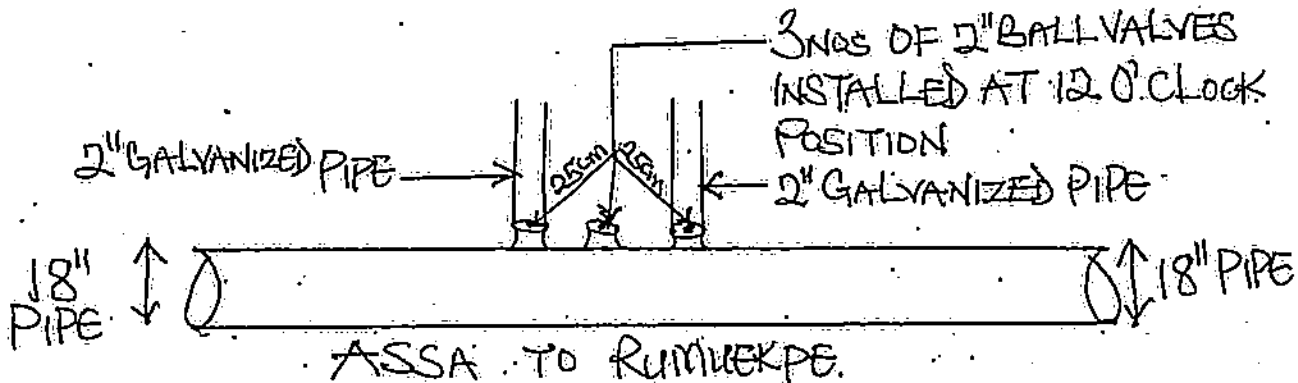 3NOS OF 2" BALLVALVES
INSTALLED AT 12 O'CLOCK
POSITION
2" GALVANIZED PIPE
25cm 25cm
2" GALVANIZED PIPE
18"
PIPE
18" PIPE
ASSA TO RUMUEKPE.